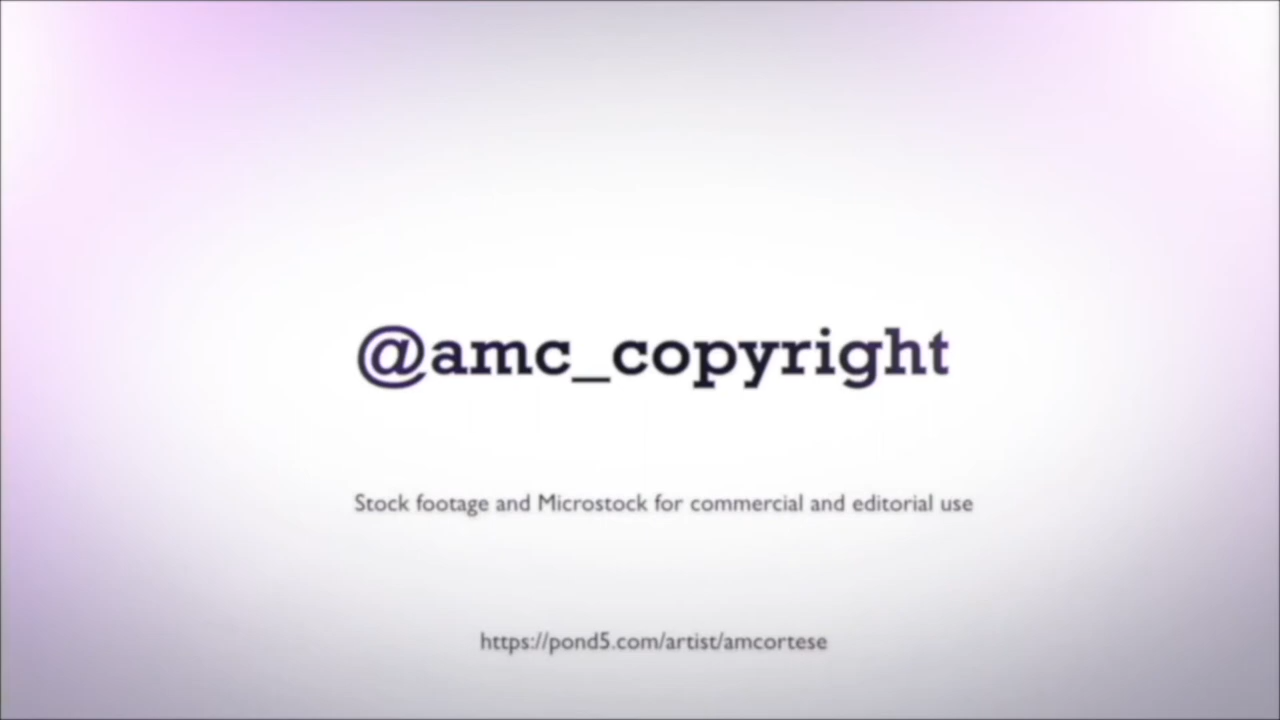 @amc_copyright
Stock footage and Microstock for commercial and editorial use
https://pond5.com/artist/amcortese